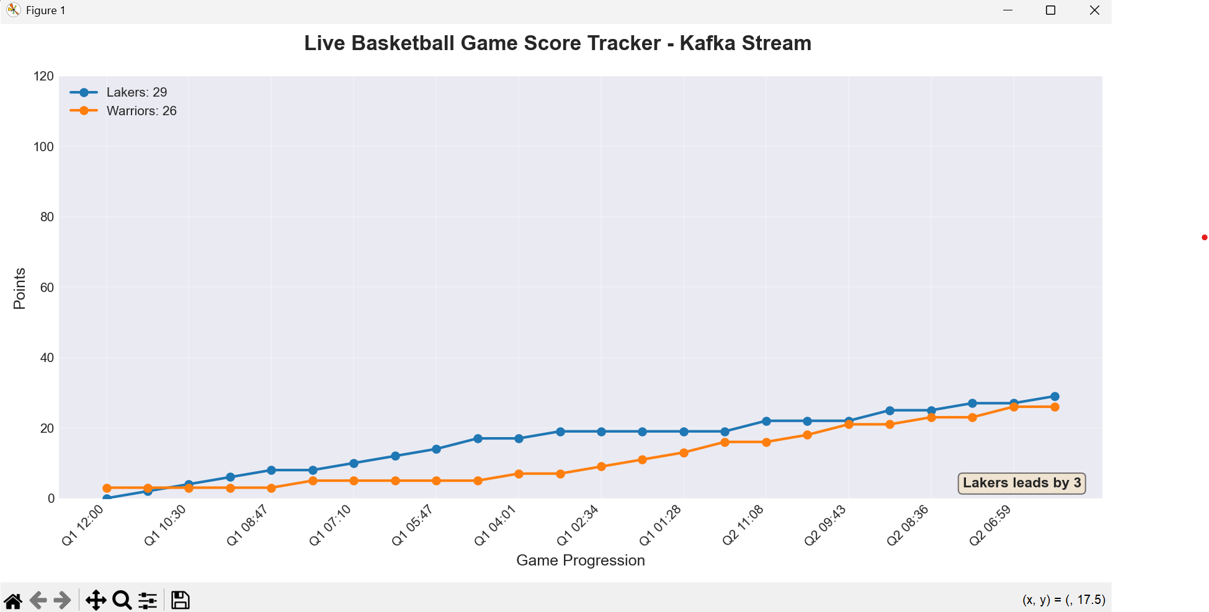 Figure 1
Live Basketball Game Score Tracker - Kafka Stream
Lakers: 29
Warriors: 26
120
100
80
60
40
20
0
Points
Lakers leads by 3
Q1 12:00
Q1 10:30
Q1 08:47
Q1 07:10
Q1 05:47
Q1 04:01
Q1 02:34
Q1 01:28
Q2 11:08
Q2 09:43
Q2 08:36
Q2 06:59
Game Progression
(x, y) = (, 17.5)